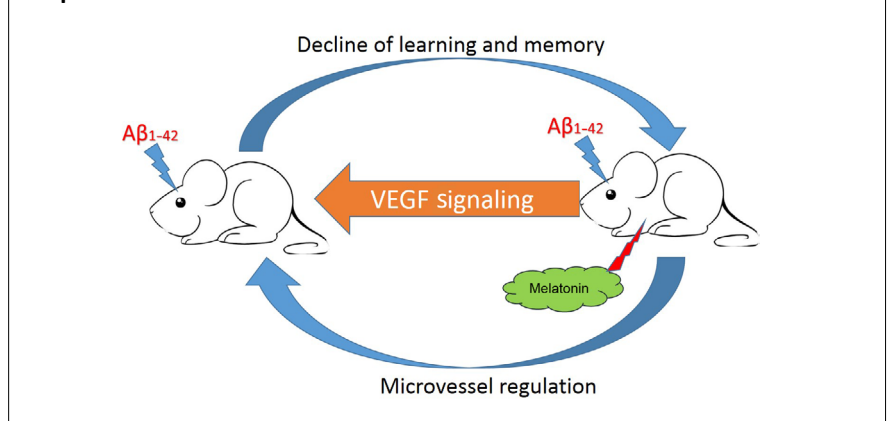 Decline of learning and memory
Aβ1-42
Aβ1-42
VEGF signaling
Melatonin
Microvessel regulation